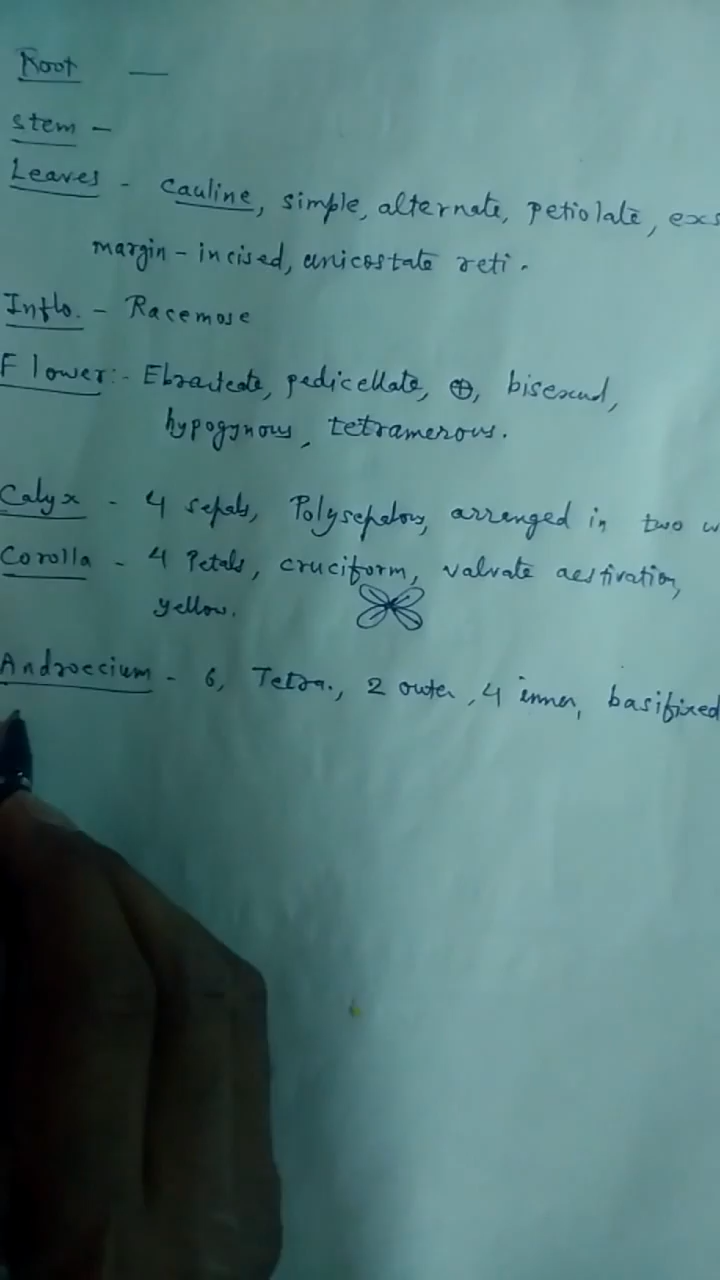 Root —
Stem -
Leaves - Cauline, simple, alternate, petiolate, exs
margin - incised, unicostate reti.
Inflo. - Racemose
Flower:- Ebracteate, pedicellate, ⊕, bisexual,
hypogynous, tetramerous.
Calyx - 4 sepals, Polysepalous, arranged in two w
Corolla - 4 Petals, cruciform, valvate aestivation,
yellow.
Androecium - 6, Tetra., 2 outer, 4 inner, basifixed